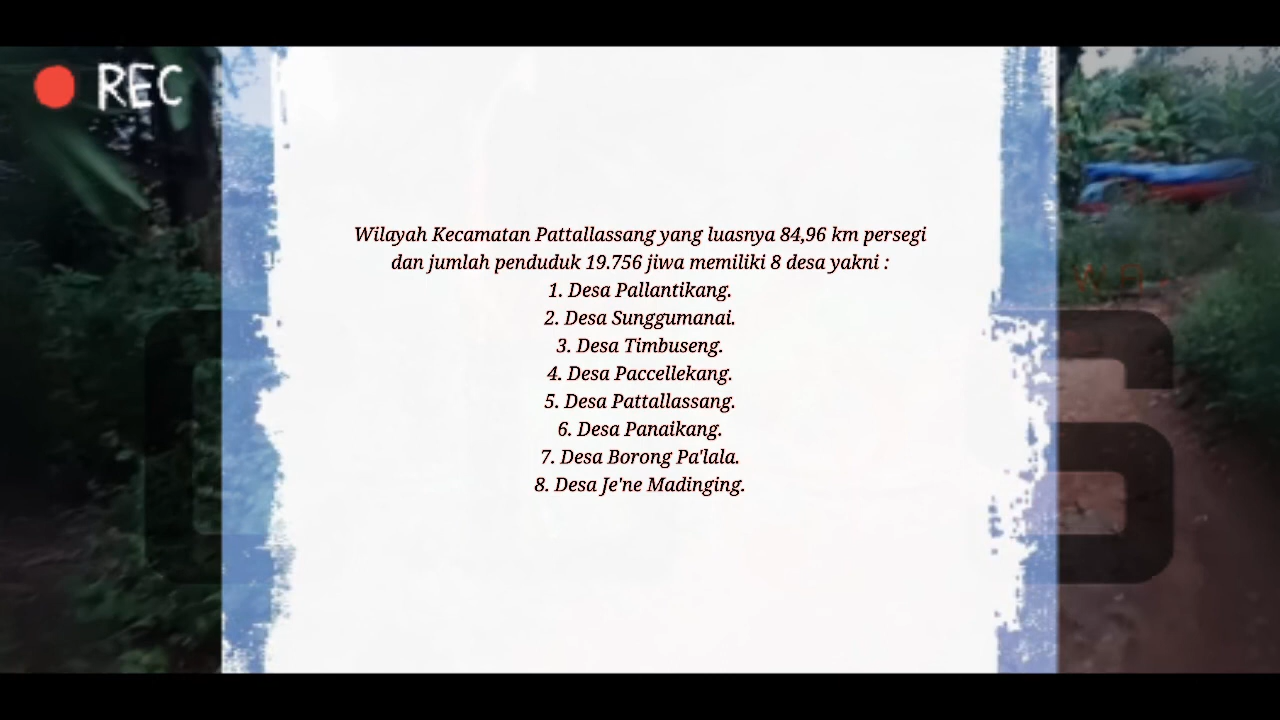 REC
Wilayah Kecamatan Pattallassang yang luasnya 84,96 km persegi
dan jumlah penduduk 19.756 jiwa memiliki 8 desa yakni :
1. Desa Pallantikang.
2. Desa Sunggumanai.
3. Desa Timbuseng.
4. Desa Paccellekang.
5. Desa Pattallassang.
6. Desa Panaikang.
7. Desa Borong Pa'lala.
8. Desa Je'ne Madinging.